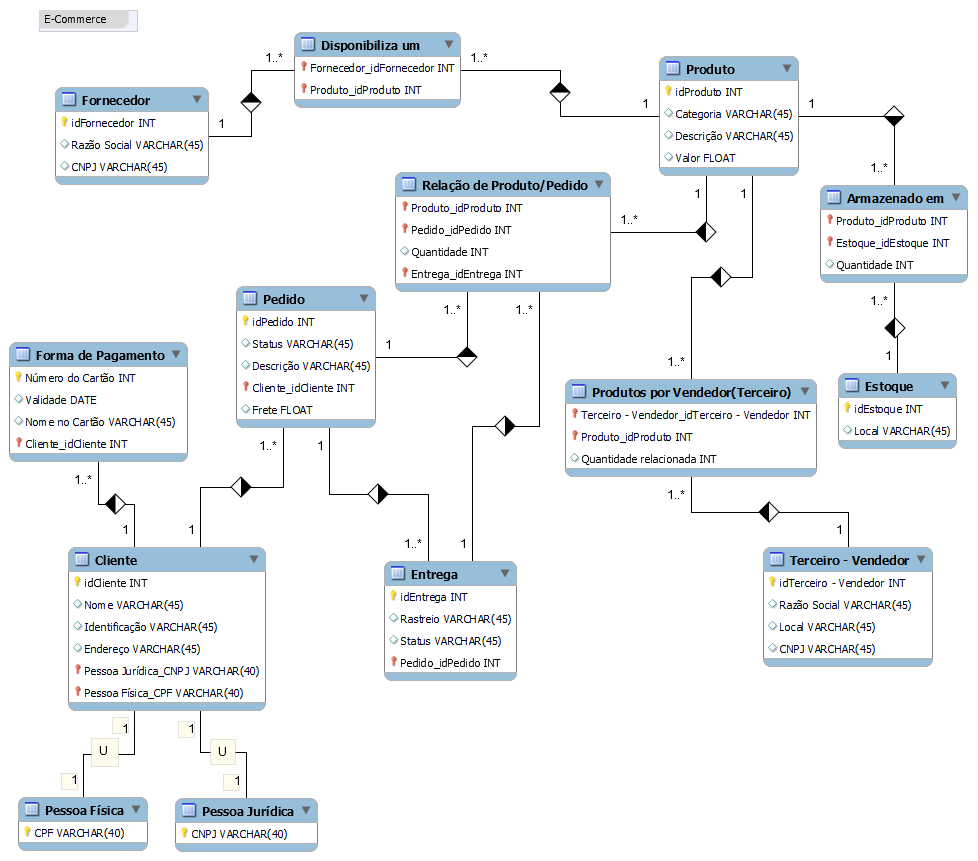 E-Commerce
Disponibiliza um
Fornecedor_idFornecedor INT
Produto_idProduto INT
1..*
1..*
Fornecedor
idFornecedor INT
Razão Social VARCHAR(45)
CNPJ VARCHAR(45)
1
Produto
idProduto INT
Categoria VARCHAR(45)
Descrição VARCHAR(45)
Valor FLOAT
1
1
1
1
Armazenado em
Produto_idProduto INT
Estoque_idEstoque INT
Quantidade INT
1..*
1..*
1
Relação de Produto/Pedido
Produto_idProduto INT
Pedido_idPedido INT
Quantidade INT
Entrega_idEntrega INT
1..*
1..*
1..*
Pedido
idPedido INT
Status VARCHAR(45)
Descrição VARCHAR(45)
Cliente_idCliente INT
Frete FLOAT
1
1..*
1
Forma de Pagamento
Número do Cartão INT
Validade DATE
Nome no Cartão VARCHAR(45)
Cliente_idCliente INT
1..*
1
1
Produtos por Vendedor(Terceiro)
Terceiro - Vendedor_idTerceiro - Vendedor INT
Produto_idProduto INT
Quantidade relacionada INT
1..*
1..*
1
Estoque
idEstoque INT
Local VARCHAR(45)
Cliente
idCliente INT
Nome VARCHAR(45)
Identificação VARCHAR(45)
Endereço VARCHAR(45)
Pessoa Jurídica_CNPJ VARCHAR(40)
Pessoa Física_CPF VARCHAR(40)
1..*
1
Entrega
idEntrega INT
Rastreio VARCHAR(45)
Status VARCHAR(45)
Pedido_idPedido INT
Terceiro - Vendedor
idTerceiro - Vendedor INT
Razão Social VARCHAR(45)
Local VARCHAR(45)
CNPJ VARCHAR(45)
1
1
U
U
1
1
Pessoa Física
CPF VARCHAR(40)
Pessoa Jurídica
CNPJ VARCHAR(40)